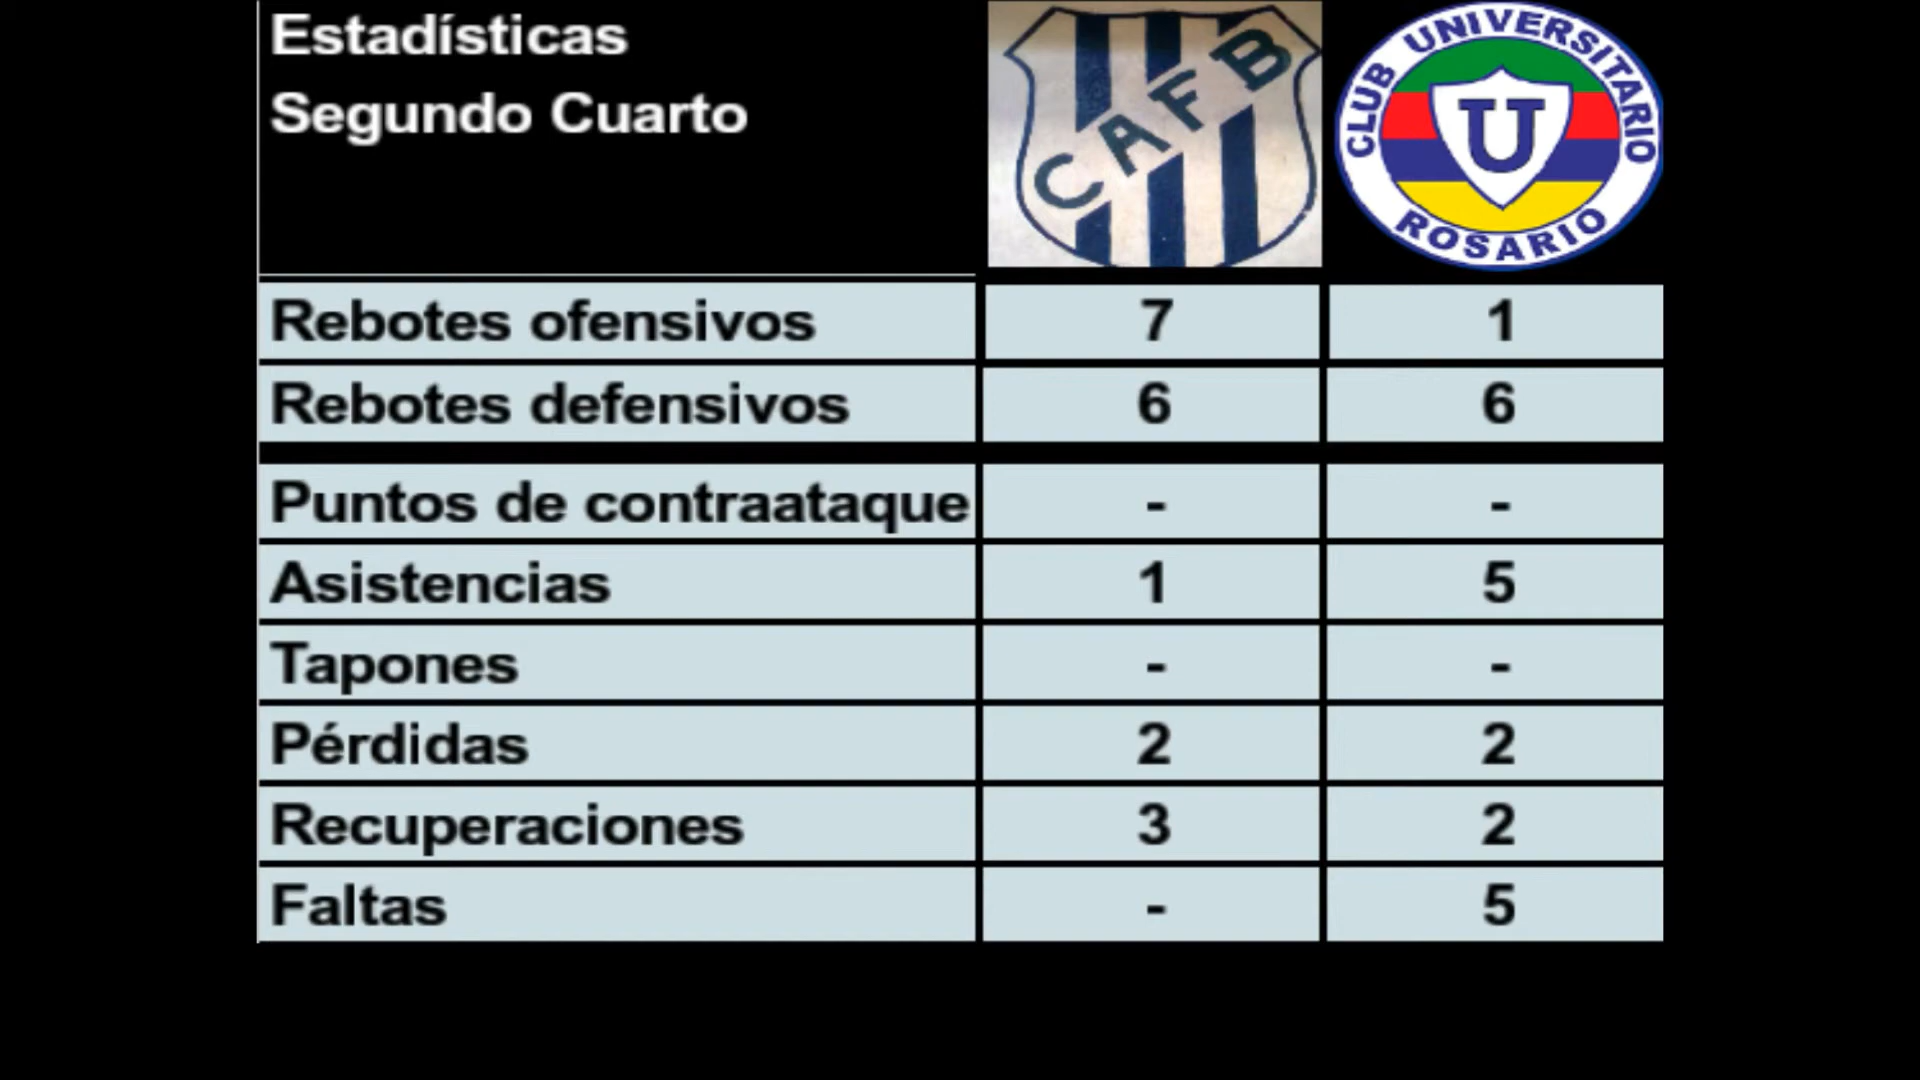 Estadísticas
Segundo Cuarto
CAFB
CLUB UNIVERSITARIO
U
ROSARIO
Rebotes ofensivos 7 1
Rebotes defensivos 6 6
Puntos de contraataque - -
Asistencias 1 5
Tapones - -
Pérdidas 2 2
Recuperaciones 3 2
Faltas - 5